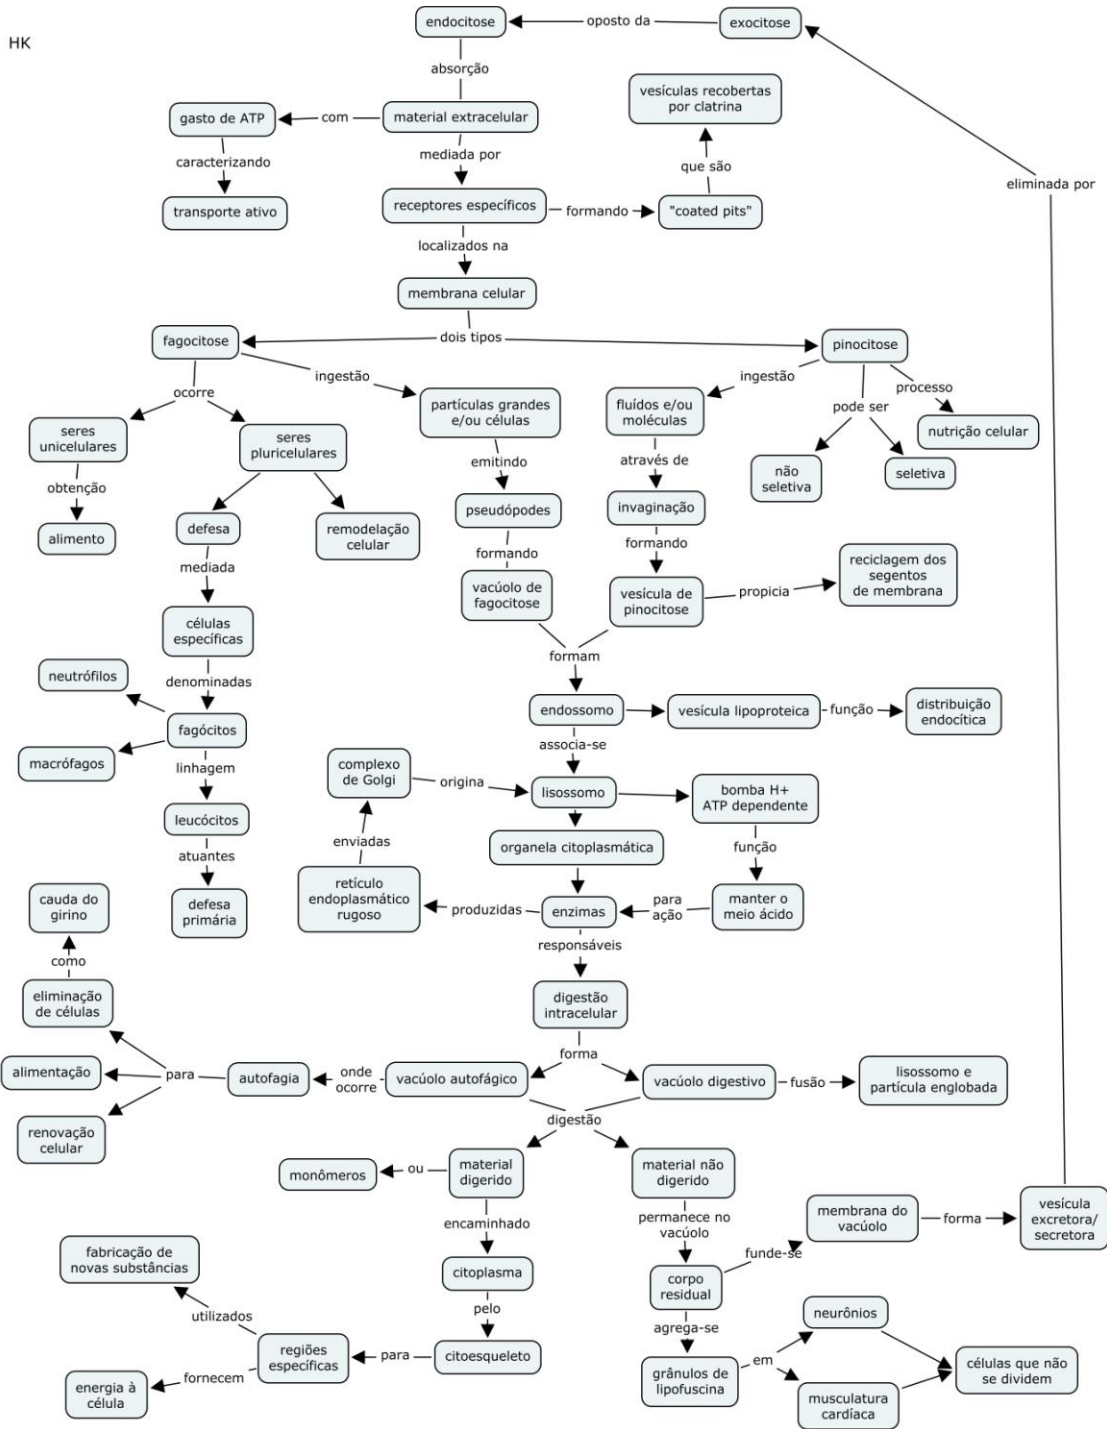 HK
endocitose
oposto da
exocitose
absorção
gasto de ATP
com
material extracelular
vesículas recobertas
por clatrina
caracterizando
mediada por
que são
eliminada por
transporte ativo
receptores específicos
formando
"coated pits"
localizados na
membrana celular
dois tipos
fagocitose
pinocitose
ocorre
ingestão
ingestão
processo
pode ser
seres
unicelulares
seres
pluricelulares
partículas grandes
e/ou células
fluídos e/ou
moléculas
nutrição celular
obtenção
emitindo
através de
não
seletiva
seletiva
alimento
defesa
remodelação
celular
pseudópodes
invaginação
mediada
formando
formando
células
específicas
vacúolo de
fagocitose
vesícula de
pinocitose
propicia
reciclagem dos
segentos
de membrana
formam
neutrófilos
denominadas
macrófagos
fagócitos
endossomo
vesícula lipoproteica
função
distribuição
endocítica
linhagem
associa-se
complexo
de Golgi
origina
lisossomo
bomba H+
ATP dependente
leucócitos
enviadas
organela citoplasmática
função
atuantes
defesa
primária
retículo
endoplasmático
rugoso
produzidas
enzimas
para
ação
manter o
meio ácido
cauda do
girino
responsáveis
como
eliminação
de células
digestão
intracelular
forma
alimentação
para
autofagia
onde
ocorre
vacúolo autofágico
vacúolo digestivo
fusão
lisossomo e
partícula englobada
renovação
celular
digestão
monômeros
ou
material
digerido
material não
digerido
encaminhado
permanece no
vacúolo
membrana do
vacúolo
forma
vesícula
excretora/
secretora
fabricação de
novas substâncias
citoplasma
funde-se
corpo
residual
utilizados
pelo
agrega-se
neurônios
regiões
específicas
para
citoesqueleto
grânulos de
lipofuscina
em
células que não
se dividem
energia à
célula
fornecem
musculatura
cardíaca